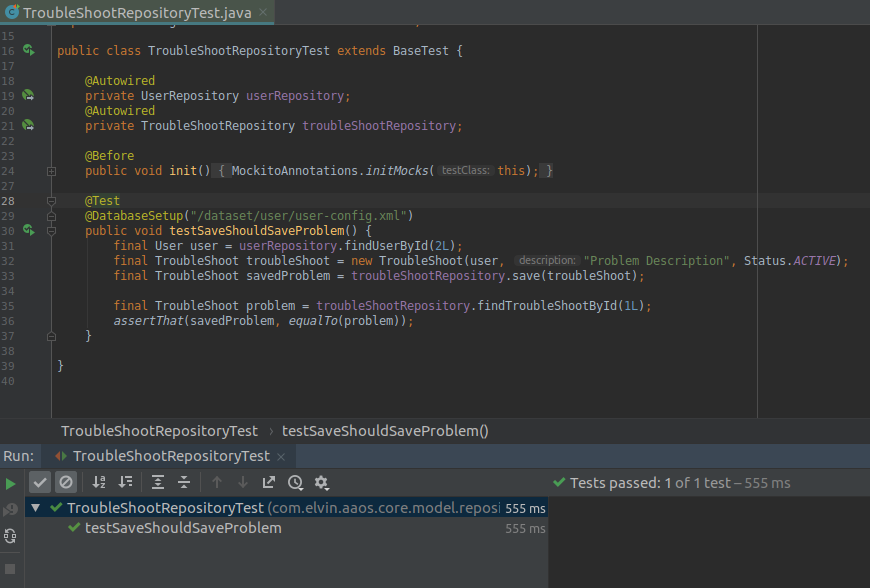 TroubleShootRepositoryTest.java
15
16 public class TroubleShootRepositoryTest extends BaseTest {
17
18 @Autowired
19 private UserRepository userRepository;
20 @Autowired
21 private TroubleShootRepository troubleShootRepository;
22
23 @Before
24 public void init() { MockitoAnnotations.initMocks( testClass: this); }
27
28 @Test
29 @DatabaseSetup("/dataset/user/user-config.xml")
30 public void testSaveShouldSaveProblem() {
31 final User user = userRepository.findUserById(2L);
32 final TroubleShoot troubleShoot = new TroubleShoot(user, description: "Problem Description", Status.ACTIVE);
33 final TroubleShoot savedProblem = troubleShootRepository.save(troubleShoot);
34
35 final TroubleShoot problem = troubleShootRepository.findTroubleShootById(1L);
36 assertThat(savedProblem, equalTo(problem));
37 }
38
39 }
40
TroubleShootRepositoryTest › testSaveShouldSaveProblem()
Run: TroubleShootRepositoryTest
Tests passed: 1 of 1 test – 555 ms
TroubleShootRepositoryTest (com.elvin.aaos.core.model.reposi 555 ms
testSaveShouldSaveProblem 555 ms